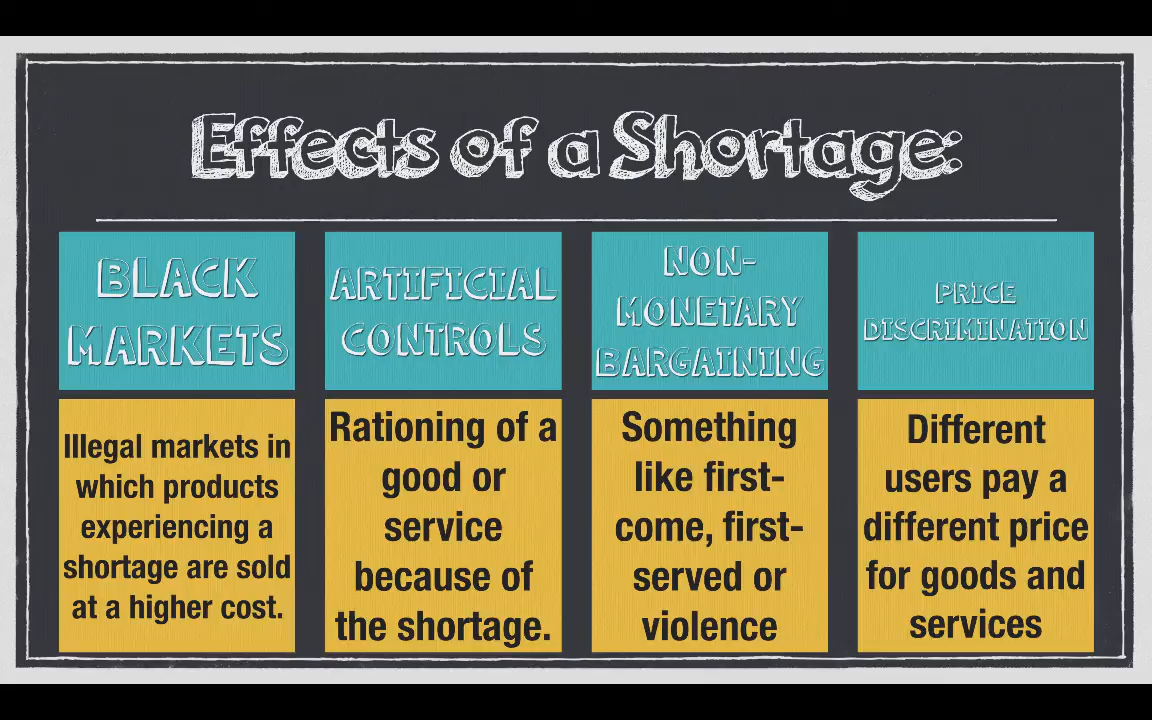 Effects of a Shortage:
BLACK
MARKETS
ARTIFICIAL
CONTROLS
NON-
MONETARY
BARGAINING
PRICE
DISCRIMINATION
Illegal markets in
which products
experiencing a
shortage are sold
at a higher cost.
Rationing of a
good or
service
because of
the shortage.
Something
like first-
come, first-
served or
violence
Different
users pay a
different price
for goods and
services